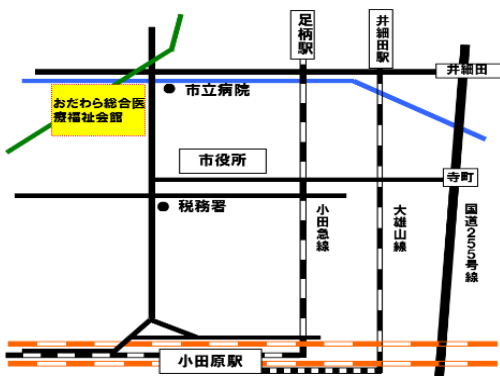 足柄駅
井細田駅
井細田
おだわら総合医
療福祉会館
市立病院
市役所
寺町
税務署
小田急線
大雄山線
国道255号線
小田原駅